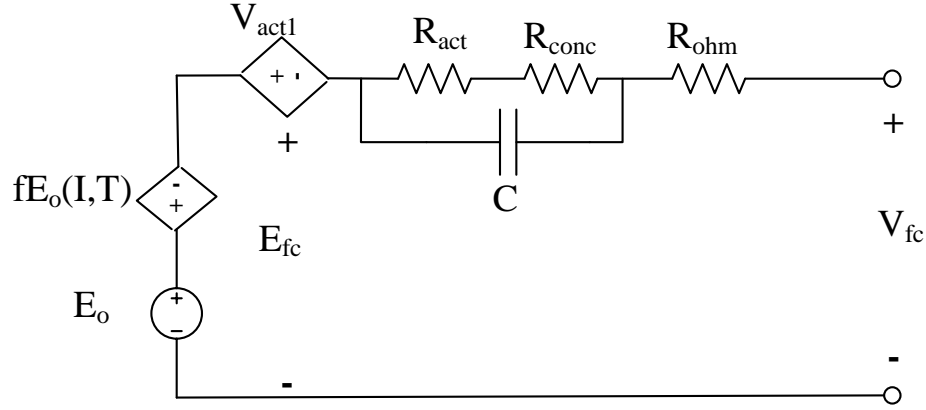 V_act1
R_act R_conc R_ohm
+ -
+ +
fE_o(I,T) -
+
E_fc V_fc
C
E_o +
-
- -